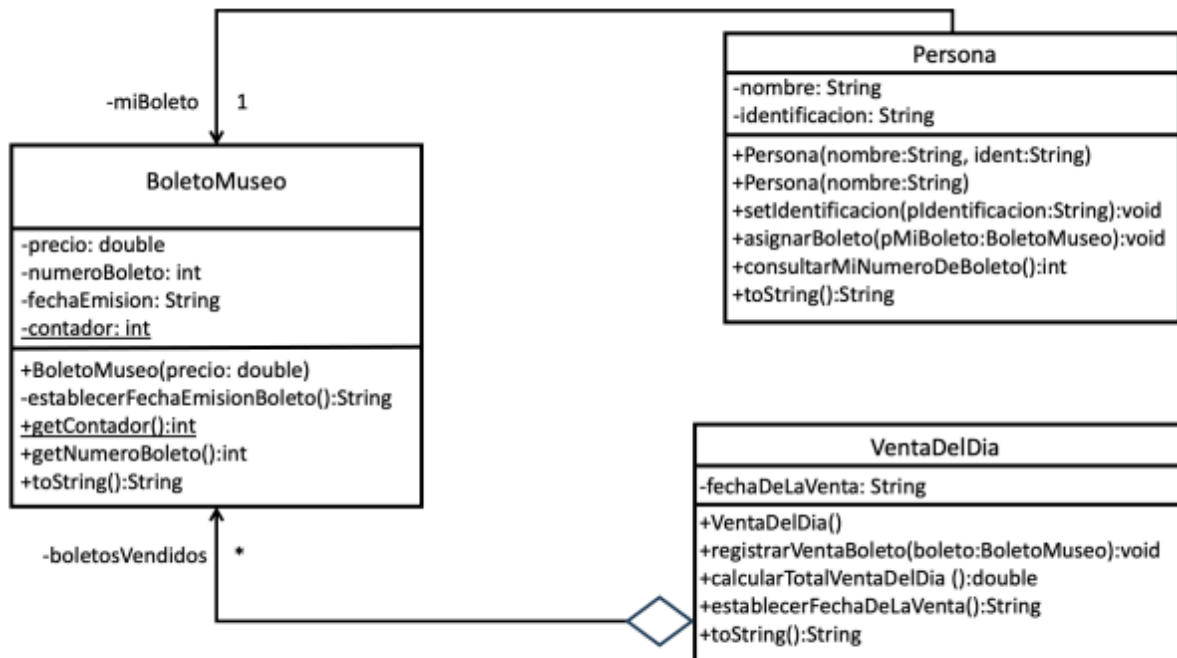 -miBoleto 1
BoletoMuseo
-precio: double
-numeroBoleto: int
-fechaEmision: String
-contador: int
+BoletoMuseo(precio: double)
-establecerFechaEmisionBoleto():String
+getContador():int
+getNumeroBoleto():int
+toString():String
-boletosVendidos *
Persona
-nombre: String
-identificacion: String
+Persona(nombre:String, ident:String)
+Persona(nombre:String)
+setIdentificacion(pIdentificacion:String):void
+asignarBoleto(pMiBoleto:BoletoMuseo):void
+consultarMiNumeroDeBoleto():int
+toString():String
VentaDelDia
-fechaDeLaVenta: String
+VentaDelDia()
+registrarVentaBoleto(boleto:BoletoMuseo):void
+calcularTotalVentaDelDia ():double
+establecerFechaDeLaVenta():String
+toString():String